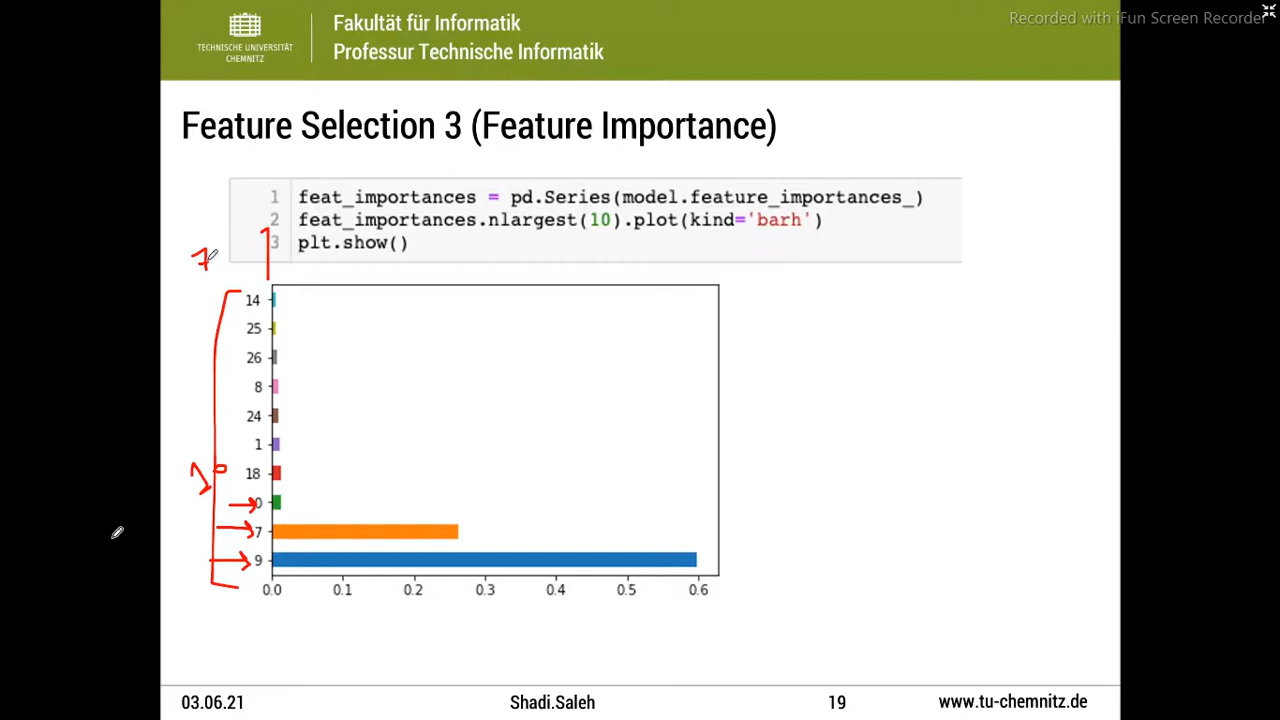 Recorded with iFun Screen Recorder
TECHNISCHE UNIVERSITÄT
CHEMNITZ
Fakultät für Informatik
Professur Technische Informatik
Feature Selection 3 (Feature Importance)
1 feat_importances = pd.Series(model.feature_importances_)
2 feat_importances.nlargest(10).plot(kind='barh')
3 plt.show()
14
25
26
8
24
1
18
0
7
9
0.0 0.1 0.2 0.3 0.4 0.5 0.6
03.06.21 Shadi.Saleh 19 www.tu-chemnitz.de